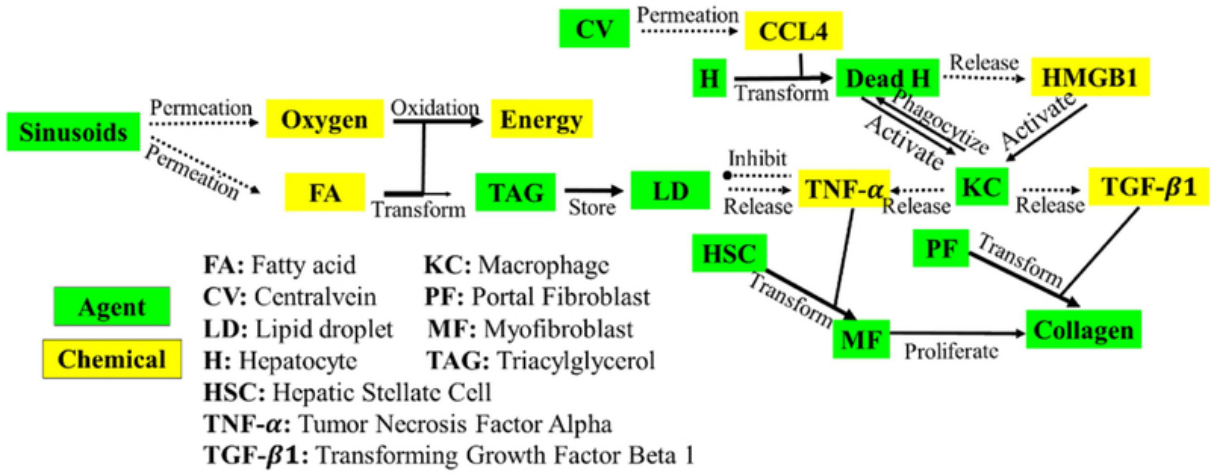 CV
Permeation
CCL4
H
Transform
Dead H
Release
HMGB1
Phagocytize
Activate
Activate
Sinusoids
Permeation
Permeation
Oxygen
Oxidation
Energy
FA
Transform
TAG
Store
LD
Inhibit
Release
TNF-α
Release
KC
Release
TGF-β1
HSC
Transform
MF
Proliferate
PF
Transform
Collagen
Agent
Chemical
FA: Fatty acid
KC: Macrophage
CV: Centralvein
PF: Portal Fibroblast
LD: Lipid droplet
MF: Myofibroblast
H: Hepatocyte
TAG: Triacylglycerol
HSC: Hepatic Stellate Cell
TNF-α: Tumor Necrosis Factor Alpha
TGF-β1: Transforming Growth Factor Beta 1